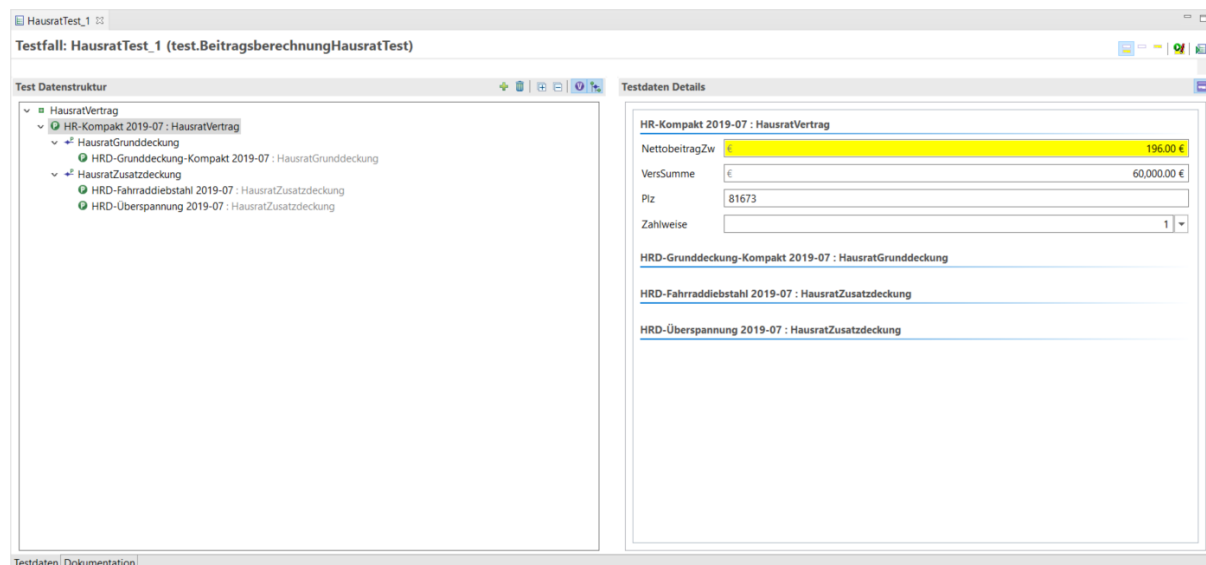 HausratTest_1
Testfall: HausratTest_1 (test.BeitragsberechnungHausratTest)
Test Datenstruktur
HausratVertrag
HR-Kompakt 2019-07 : HausratVertrag
HausratGrunddeckung
HRD-Grunddeckung-Kompakt 2019-07 : HausratGrunddeckung
HausratZusatzdeckung
HRD-Fahrraddiebstahl 2019-07 : HausratZusatzdeckung
HRD-Überspannung 2019-07 : HausratZusatzdeckung
Testdaten Details
HR-Kompakt 2019-07 : HausratVertrag
NettobeitragZw € 196.00 €
VersSumme € 60,000.00 €
Plz 81673
Zahlweise 1
HRD-Grunddeckung-Kompakt 2019-07 : HausratGrunddeckung
HRD-Fahrraddiebstahl 2019-07 : HausratZusatzdeckung
HRD-Überspannung 2019-07 : HausratZusatzdeckung
Testdaten Dokumentation